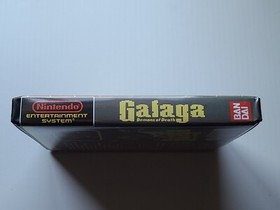 Nintendo
ENTERTAINMENT
SYSTEM
Galaga
Demons of Death
BAN
DAI